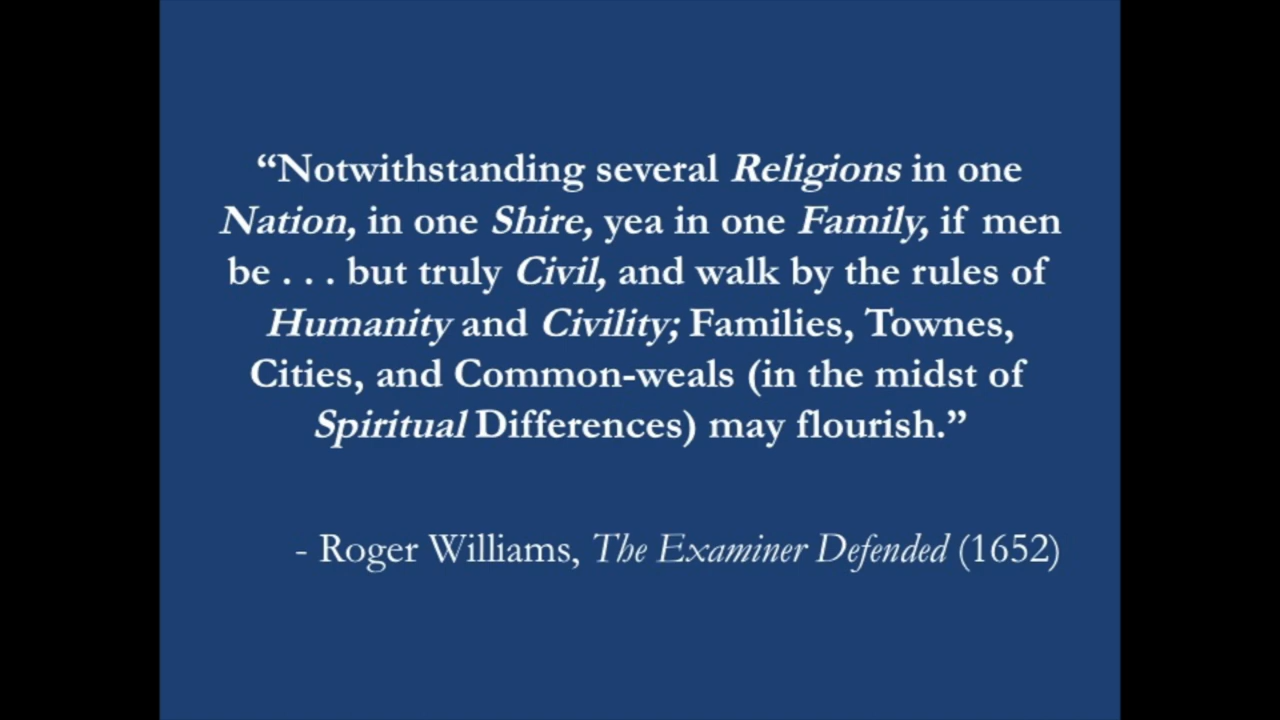 “Notwithstanding several Religions in one
Nation, in one Shire, yea in one Family, if men
be . . . but truly Civil, and walk by the rules of
Humanity and Civility; Families, Townes,
Cities, and Common-weals (in the midst of
Spiritual Differences) may flourish.”
- Roger Williams, The Examiner Defended (1652)